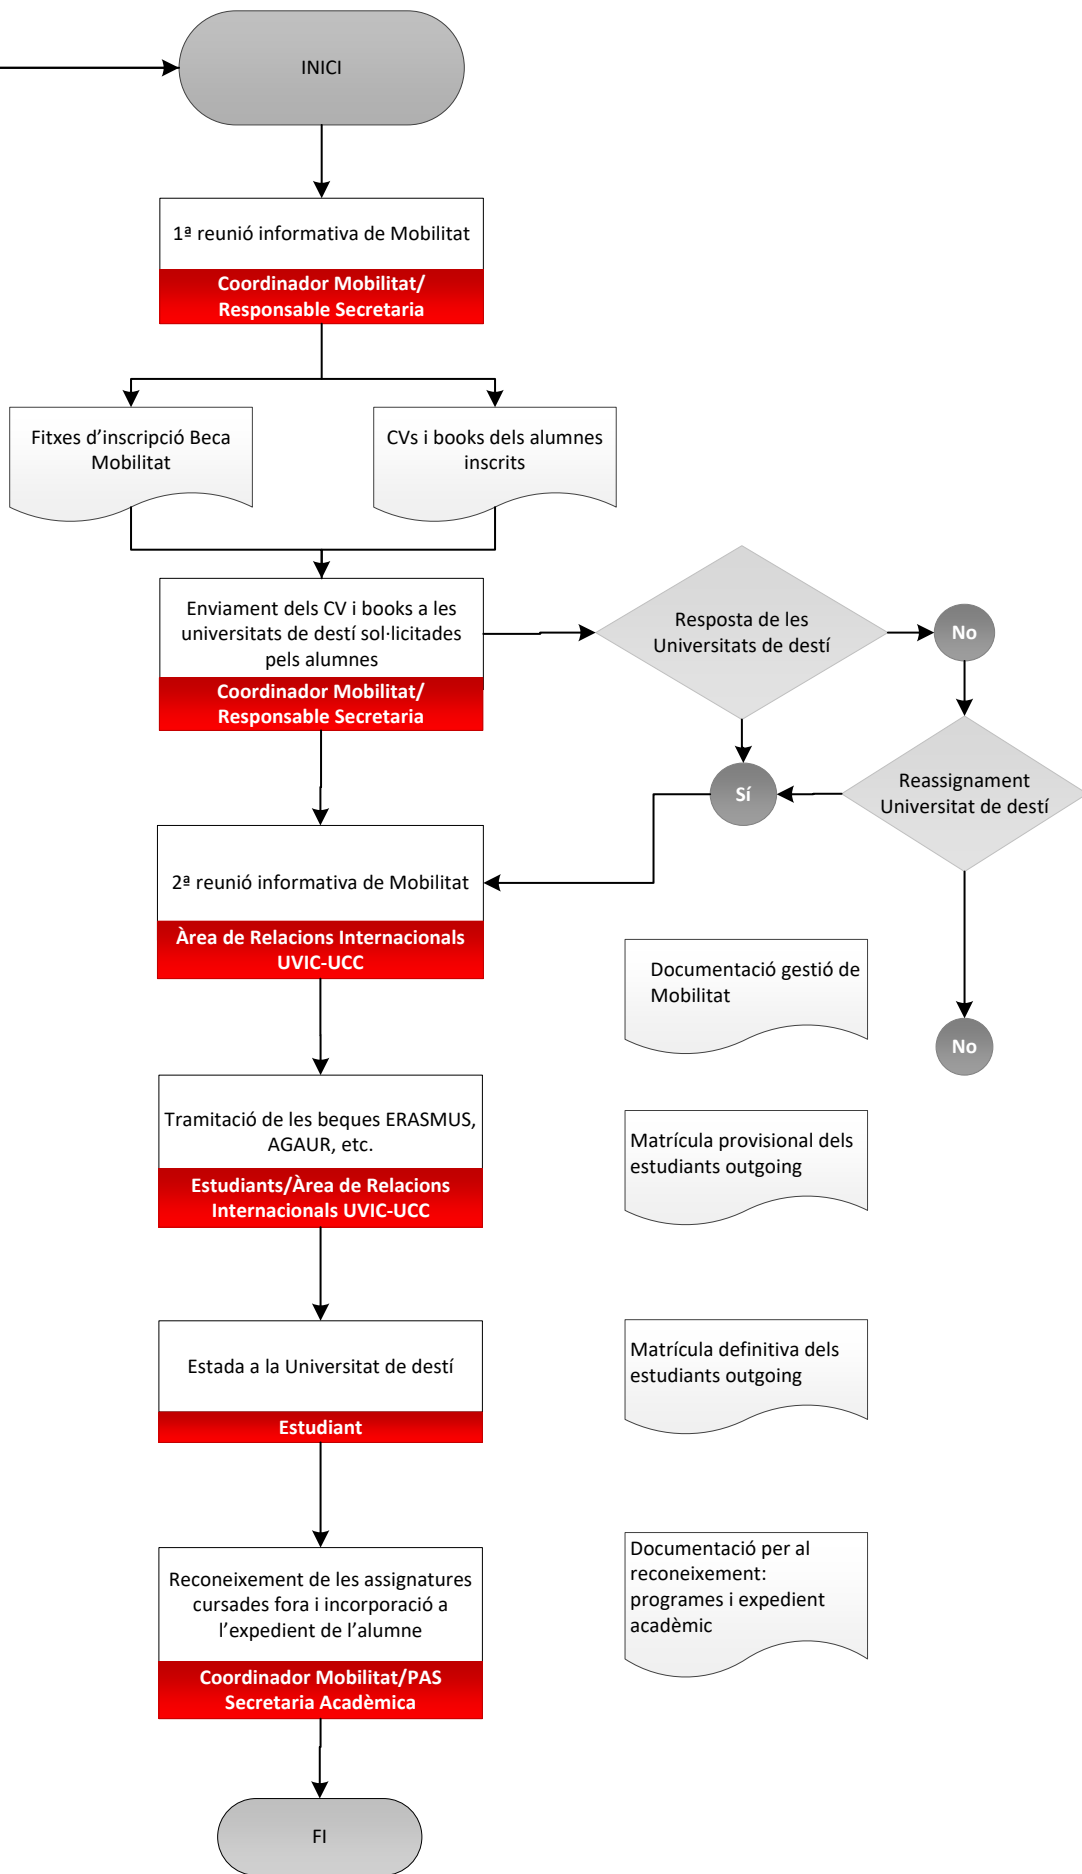 INICI
1ª reunió informativa de Mobilitat
Coordinador Mobilitat/
Responsable Secretaria
Fitxes d’inscripció Beca
Mobilitat
CVs i books dels alumnes
inscrits
Enviament dels CV i books a les
universitats de destí sol·licitades
pels alumnes
Coordinador Mobilitat/
Responsable Secretaria
Resposta de les
Universitats de destí
No
Sí
Reassignament
Universitat de destí
No
2ª reunió informativa de Mobilitat
Àrea de Relacions Internacionals
UVIC-UCC
Documentació gestió de
Mobilitat
Tramitació de les beques ERASMUS,
AGAUR, etc.
Estudiants/Àrea de Relacions
Internacionals UVIC-UCC
Matrícula provisional dels
estudiants outgoing
Estada a la Universitat de destí
Estudiant
Matrícula definitiva dels
estudiants outgoing
Reconeixement de les assignatures
cursades fora i incorporació a
l’expedient de l’alumne
Coordinador Mobilitat/PAS
Secretaria Acadèmica
Documentació per al
reconeixement:
programes i expedient
acadèmic
FI